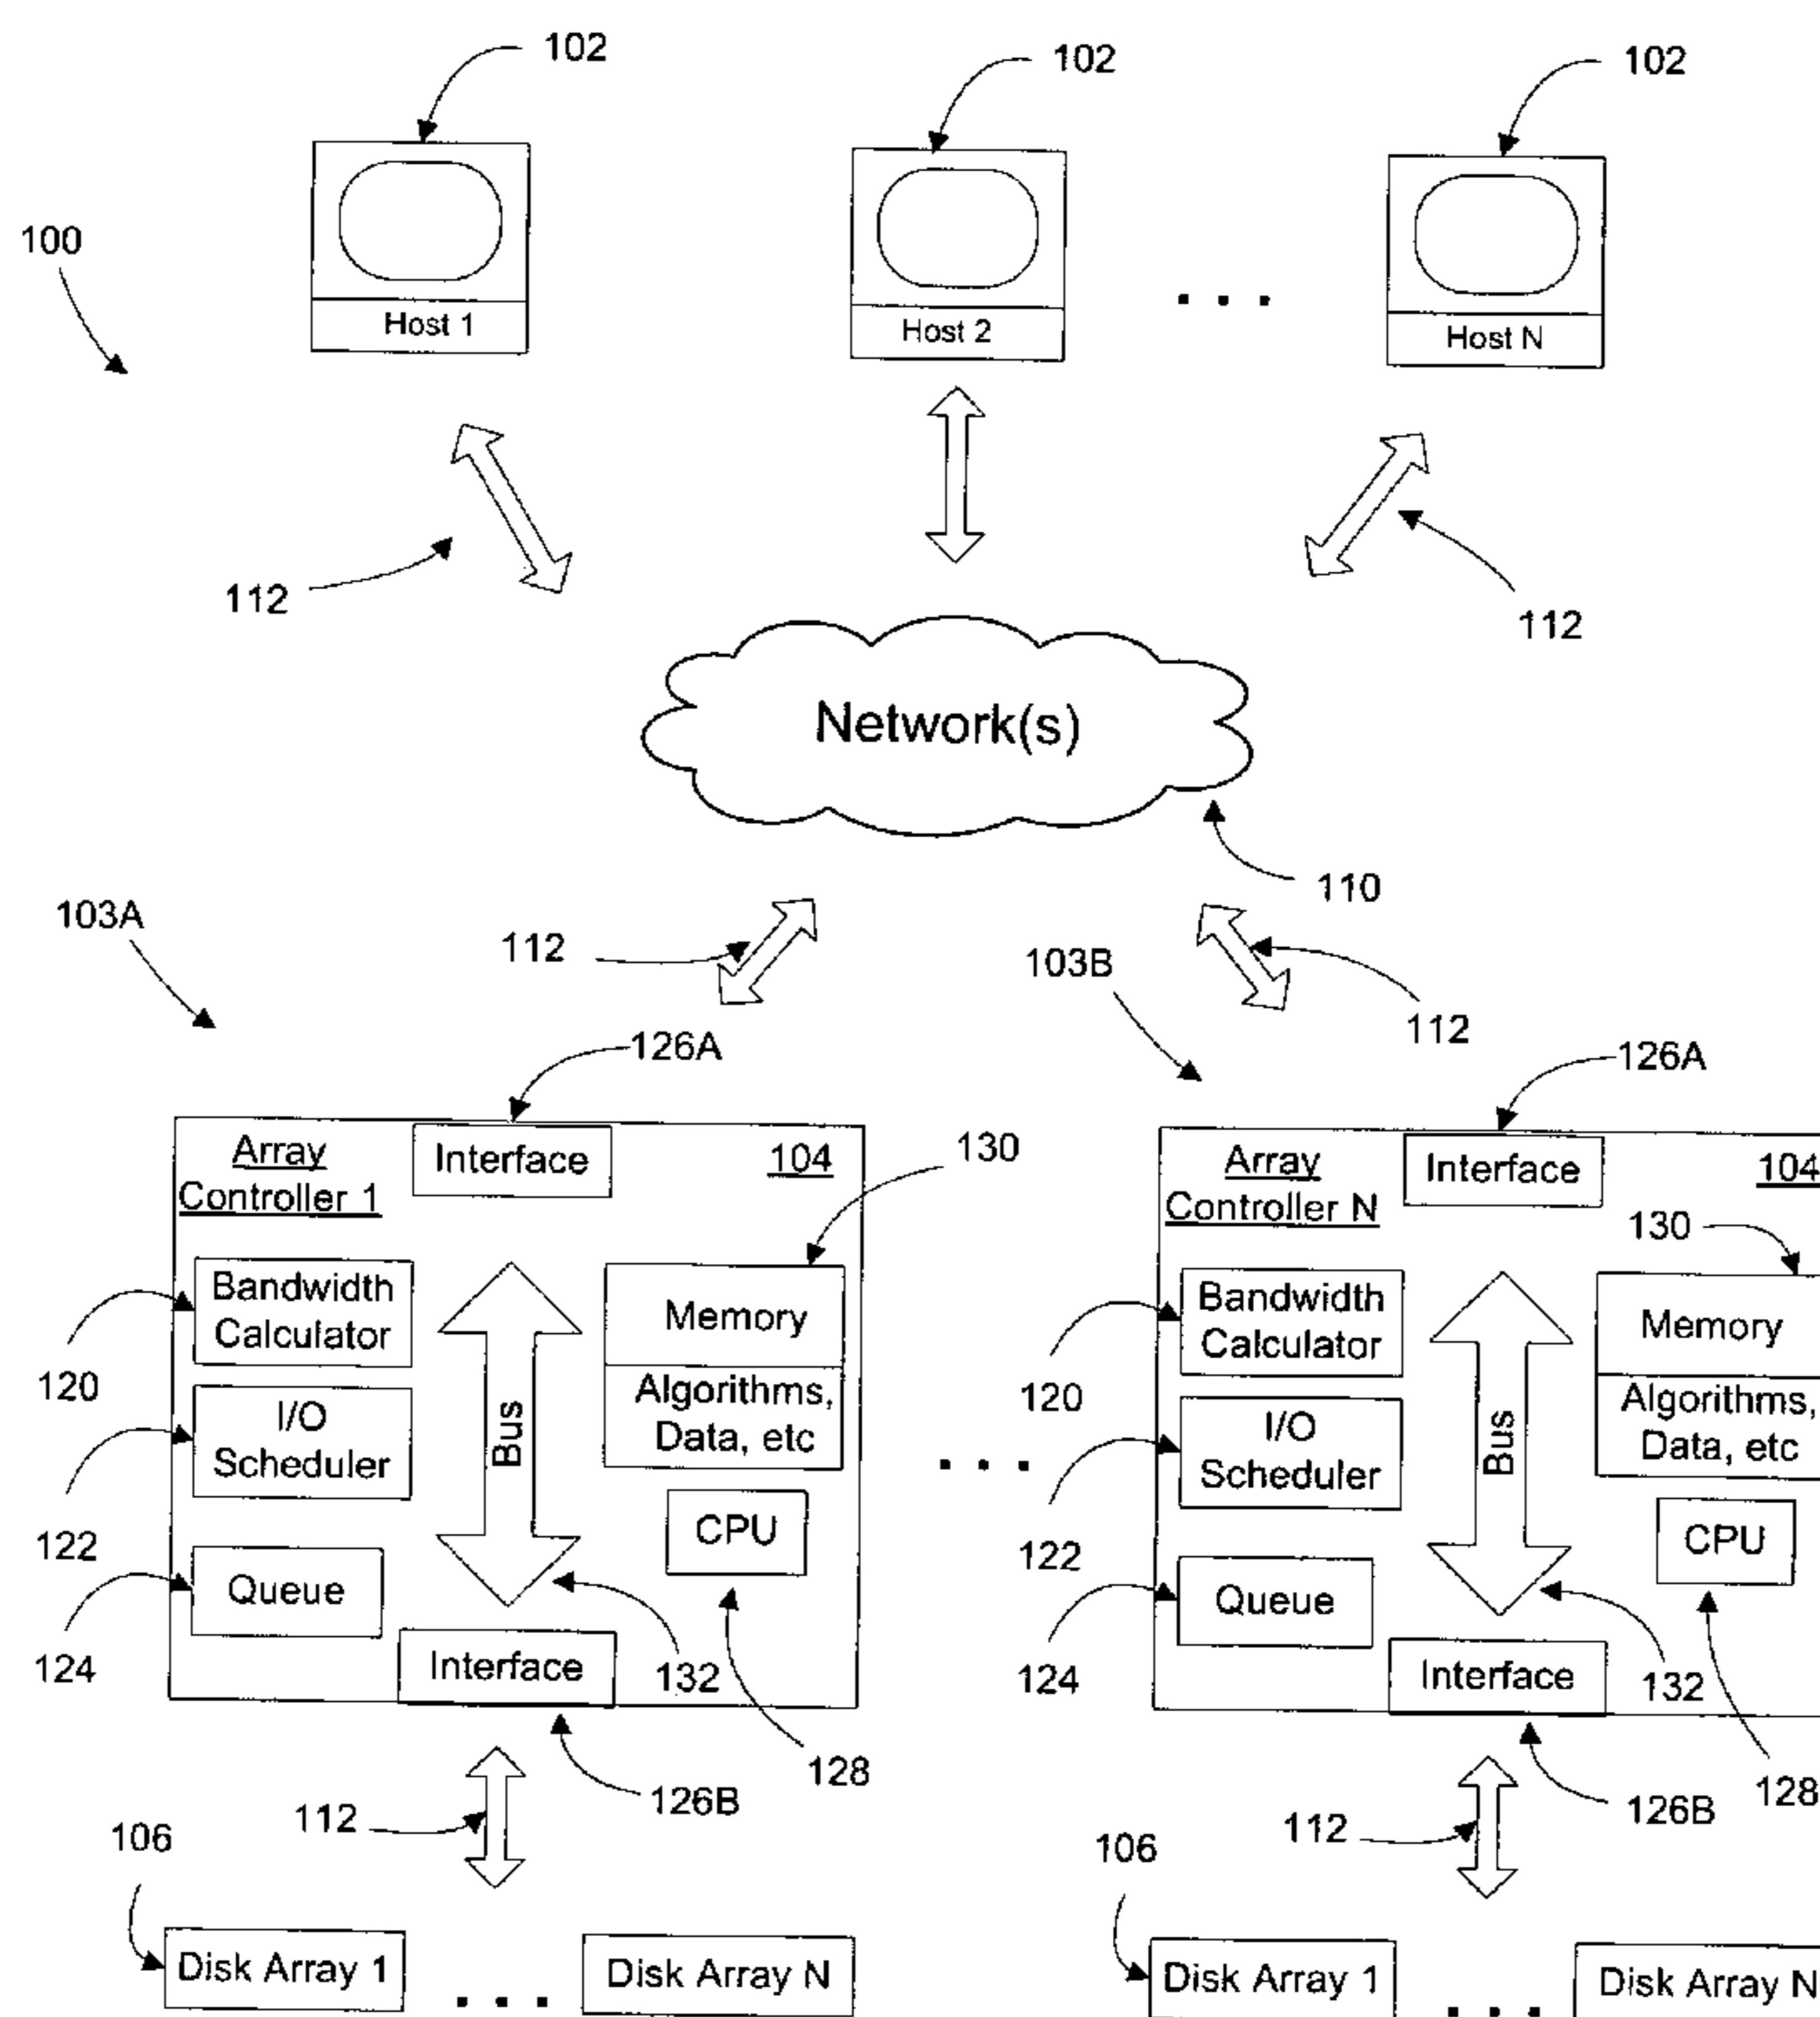 102
102
102
100
Host 1
Host 2
Host N
112
112
Network(s)
110
103A
112
103B
112
126A
126A
Array
Controller 1
Interface
104
130
Array
Controller N
Interface
104
130
Bandwidth
Calculator
Memory
Bandwidth
Calculator
Memory
120
Algorithms,
Data, etc
120
Algorithms,
Data, etc
I/O
Scheduler
Bus
I/O
Scheduler
Bus
122
CPU
122
CPU
Queue
Queue
124
Interface
132
124
Interface
132
128
128
112
126B
112
126B
106
106
Disk Array 1
Disk Array N
Disk Array 1
Disk Array N